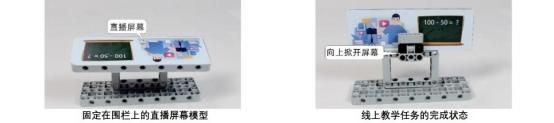 直播屏幕
100-50=?
固定在围栏上的直播屏幕模型
100-50=?
向上掀开屏幕
线上教学任务的完成状态